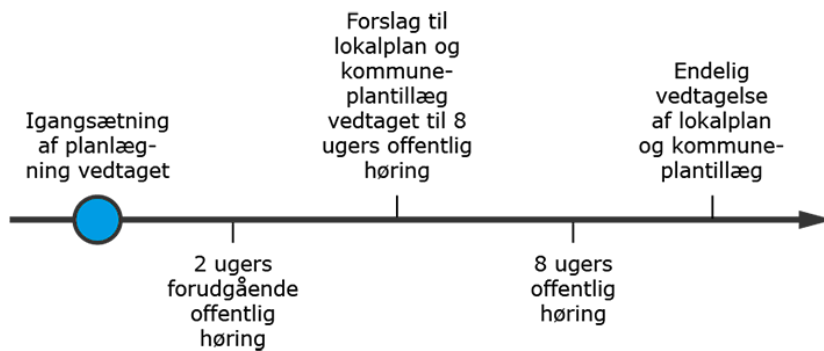 Igangsætning
af planlæg-
ning vedtaget
2 ugers
forudgående
offentlig
høring
Forslag til
lokalplan og
kommune-
plantillæg
vedtaget til 8
ugers offentlig
høring
8 ugers
offentlig
høring
Endelig
vedtagelse
af lokalplan
og kommune-
plantillæg